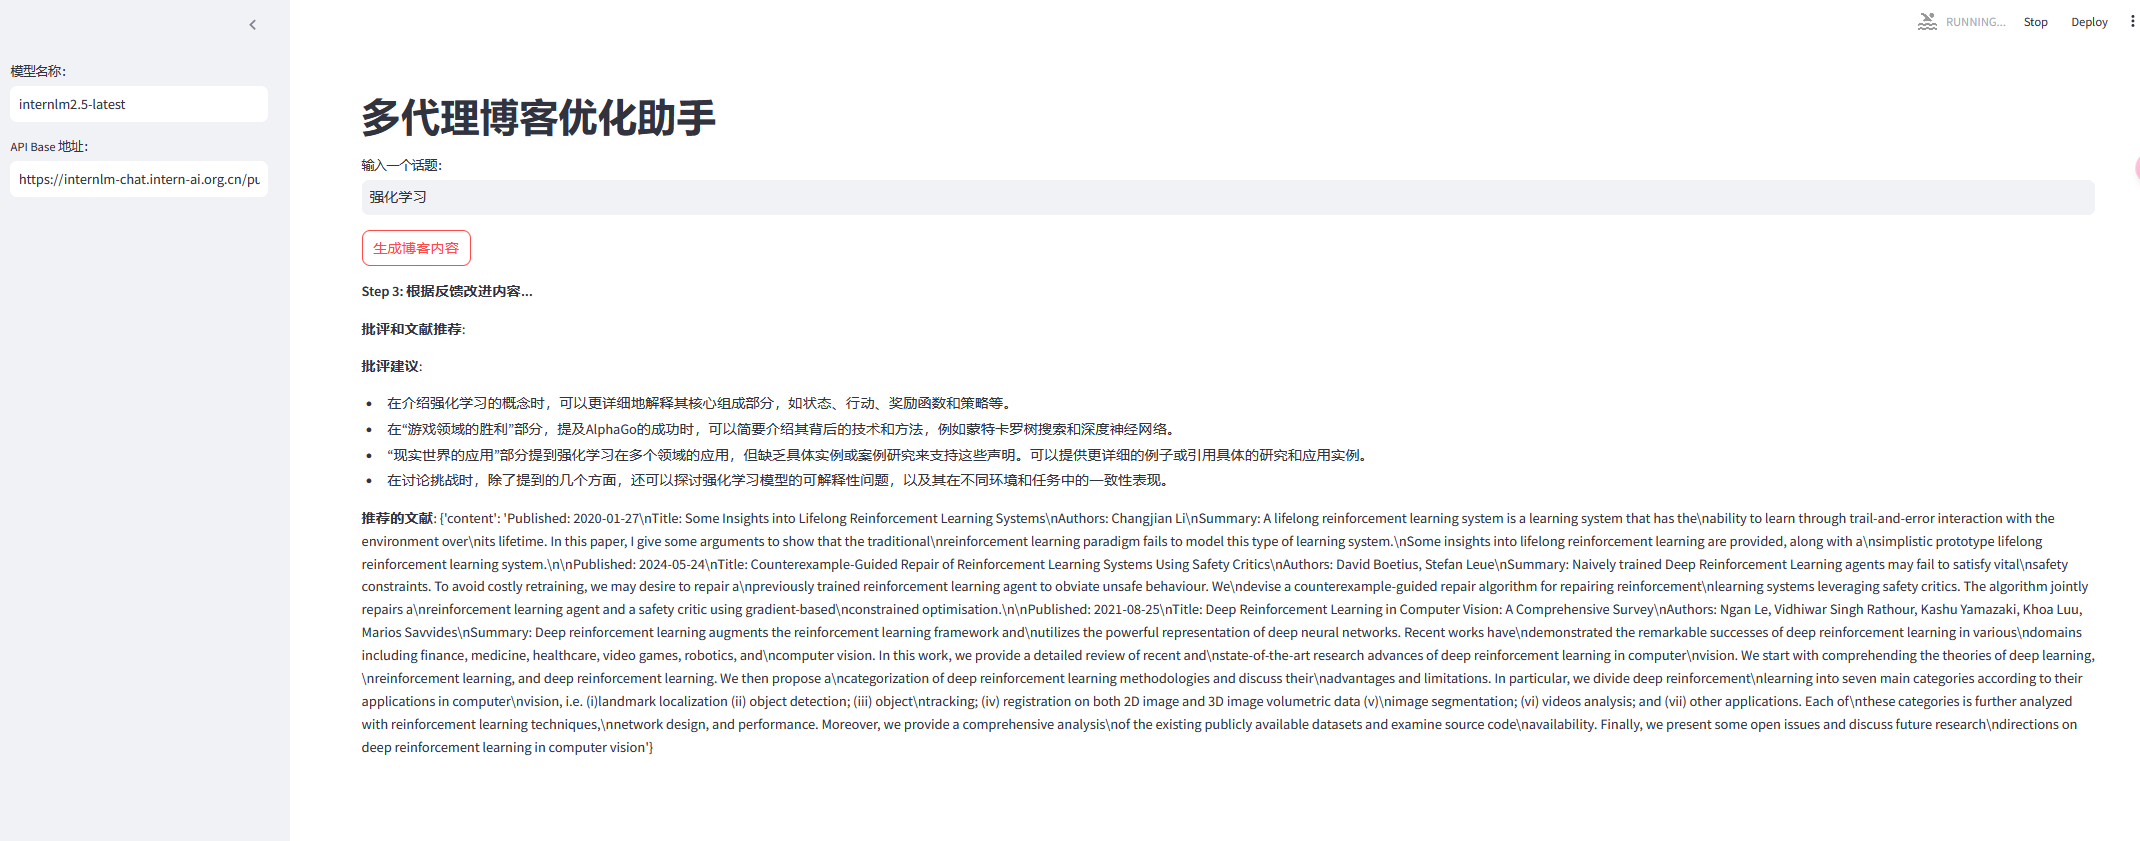 RUNNING...
Stop
Deploy
模型名称：
internlm2.5-latest
API Base 地址：
https://internlm-chat.intern-ai.org.cn/pu
多代理博客优化助手
输入一个话题：
强化学习
生成博客内容
Step 3: 根据反馈改进内容...
批评和文献推荐:
批评建议:
• 在介绍强化学习的概念时，可以更详细地解释其核心组成部分，如状态、行动、奖励函数和策略等。
• 在“游戏领域的胜利”部分，提及AlphaGo的成功时，可以简要介绍其背后的技术和方法，例如蒙特卡罗树搜索和深度神经网络。
• “现实世界的应用”部分提到强化学习在多个领域的应用，但缺乏具体实例或案例研究来支持这些声明。可以提供更详细的例子或引用具体的研究和应用实例。
• 在讨论挑战时，除了提到的几个方面，还可以探讨强化学习模型的可解释性问题，以及其在不同环境和任务中的一致性表现。
推荐的文献: {'content': 'Published: 2020-01-27\nTitle: Some Insights into Lifelong Reinforcement Learning Systems\nAuthors: Changjian Li\nSummary: A lifelong reinforcement learning system is a learning system that has the\nability to learn through trail-and-error interaction with the
environment over\nits lifetime. In this paper, I give some arguments to show that the traditional\nreinforcement learning paradigm fails to model this type of learning system.\nSome insights into lifelong reinforcement learning are provided, along with a\nsimplistic prototype lifelong
reinforcement learning system.\n\nPublished: 2024-05-24\nTitle: Counterexample-Guided Repair of Reinforcement Learning Systems Using Safety Critics\nAuthors: David Boetius, Stefan Leue\nSummary: Naively trained Deep Reinforcement Learning agents may fail to satisfy vital\nsafety
constraints. To avoid costly retraining, we may desire to repair a\npreviously trained reinforcement learning agent to obviate unsafe behaviour. We\ndevise a counterexample-guided repair algorithm for repairing reinforcement\nlearning systems leveraging safety critics. The algorithm jointly
repairs a\nreinforcement learning agent and a safety critic using gradient-based\nconstrained optimisation.\n\nPublished: 2021-08-25\nTitle: Deep Reinforcement Learning in Computer Vision: A Comprehensive Survey\nAuthors: Ngan Le, Vidhiwar Singh Rathour, Kashu Yamazaki, Khoa Luu,
Marios Savvides\nSummary: Deep reinforcement learning augments the reinforcement learning framework and\nutilizes the powerful representation of deep neural networks. Recent works have\ndemonstrated the remarkable successes of deep reinforcement learning in various\ndomains
including finance, medicine, healthcare, video games, robotics, and\ncomputer vision. In this work, we provide a detailed review of recent and\nstate-of-the-art research advances of deep reinforcement learning in computer\nvision. We start with comprehending the theories of deep learning,
\nreinforcement learning, and deep reinforcement learning. We then propose a\ncategorization of deep reinforcement learning methodologies and discuss their\nadvantages and limitations. In particular, we divide deep reinforcement\nlearning into seven main categories according to their
applications in computer\nvision, i.e. (i)landmark localization (ii) object detection; (iii) object\ntracking; (iv) registration on both 2D image and 3D image volumetric data (v)\nimage segmentation; (vi) videos analysis; and (vii) other applications. Each of\nthese categories is further analyzed
with reinforcement learning techniques,\nnetwork design, and performance. Moreover, we provide a comprehensive analysis\nof the existing publicly available datasets and examine source code\navailability. Finally, we present some open issues and discuss future research\ndirections on
deep reinforcement learning in computer vision'}